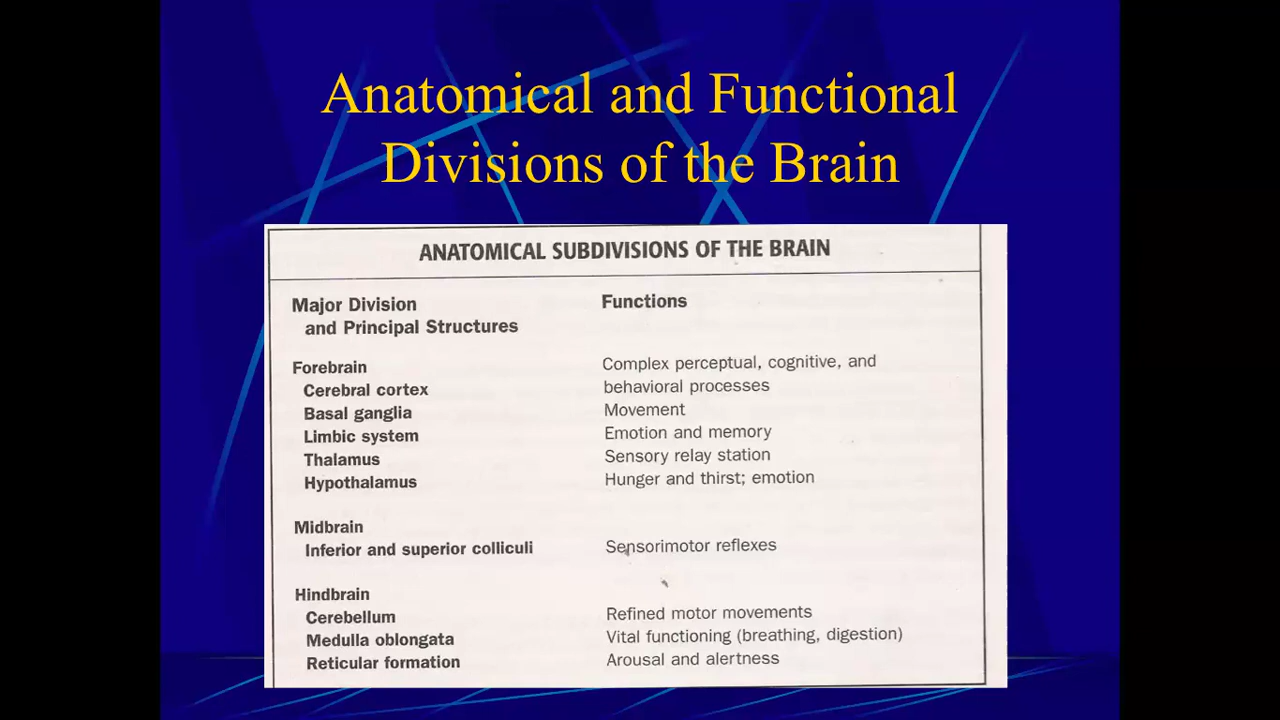 Anatomical and Functional
Divisions of the Brain
ANATOMICAL SUBDIVISIONS OF THE BRAIN
Major Division
and Principal Structures
Functions
Forebrain
Complex perceptual, cognitive, and
Cerebral cortex
behavioral processes
Basal ganglia
Movement
Limbic system
Emotion and memory
Thalamus
Sensory relay station
Hypothalamus
Hunger and thirst; emotion
Midbrain
Inferior and superior colliculi
Sensorimotor reflexes
Hindbrain
Cerebellum
Refined motor movements
Medulla oblongata
Vital functioning (breathing, digestion)
Reticular formation
Arousal and alertness